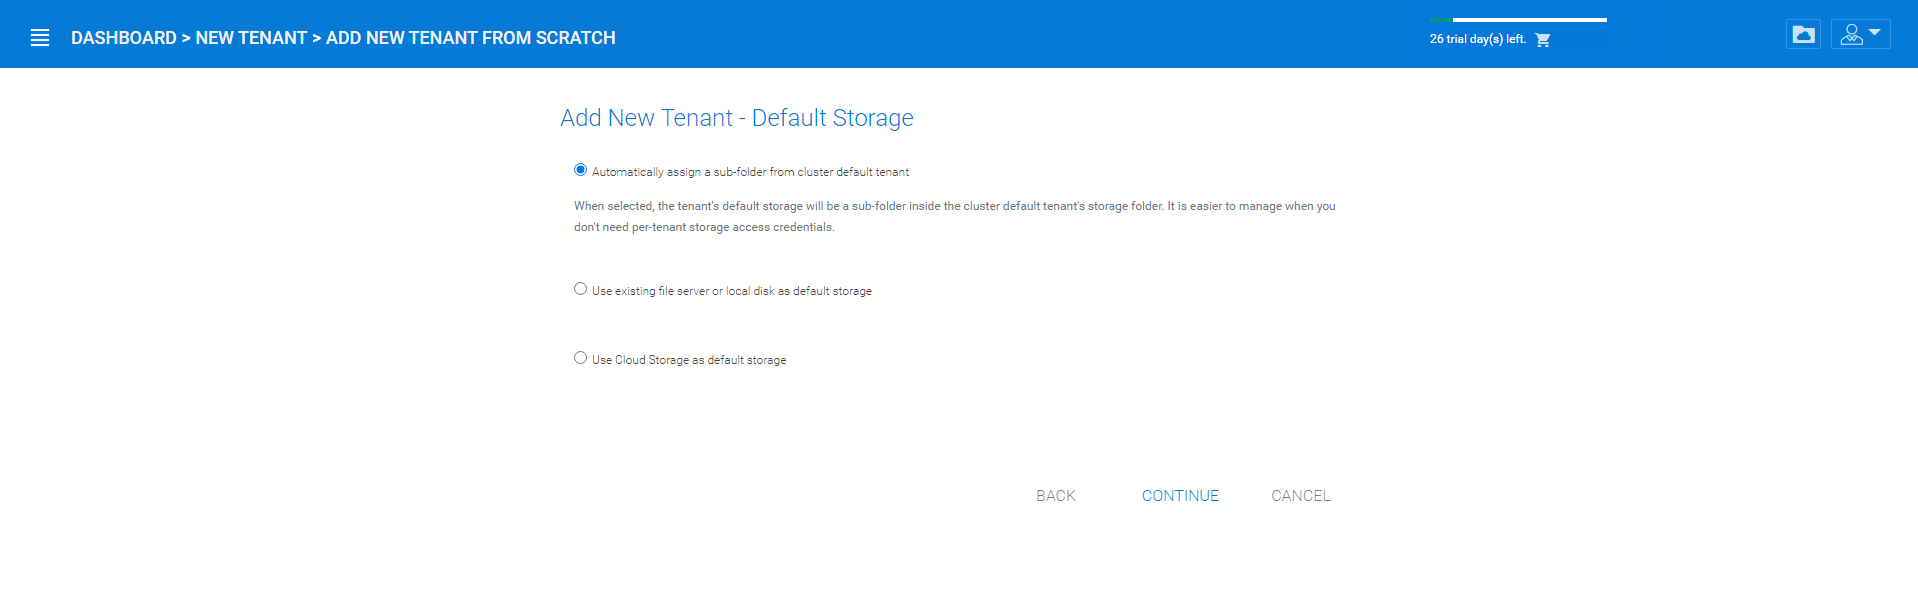 DASHBOARD > NEW TENANT > ADD NEW TENANT FROM SCRATCH
26 trial day(s) left.
Add New Tenant - Default Storage
Automatically assign a sub-folder from cluster default tenant
When selected, the tenant's default storage will be a sub-folder inside the cluster default tenant's storage folder. It is easier to manage when you
don't need per-tenant storage access credentials.
Use existing file server or local disk as default storage
Use Cloud Storage as default storage
BACK CONTINUE CANCEL